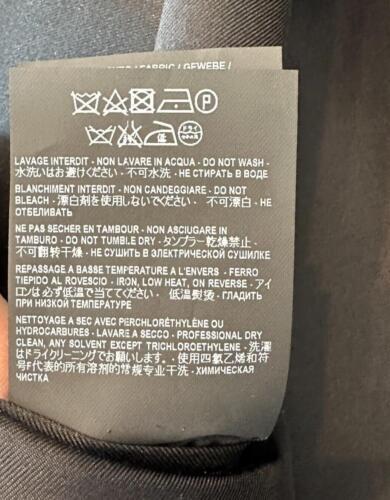 / FABRIC / GEWEBE /
P
低
ドライ
LAVAGE INTERDIT - NON LAVARE IN ACQUA - DO NOT WASH -
水洗いはお避けください - 不可水洗 - НЕ СТИРАТЬ В ВОДЕ
BLANCHIMENT INTERDIT - NON CANDEGGIARE - DO NOT
BLEACH - 漂白剤を使用しないでください - 不可漂白 - НЕ
ОТБЕЛИВАТЬ
NE PAS SECHER EN TAMBOUR - NON ASCIUGARE IN
TAMBURO - DO NOT TUMBLE DRY - タンブラー乾燥禁止 -
不可翻转干燥 - НЕ СУШИТЬ В ЭЛЕКТРИЧЕСКОЙ СУШИЛКЕ
REPASSAGE A BASSE TEMPERATURE A L'ENVERS - FERRO
TIEPIDO AL ROVESCIO - IRON, LOW HEAT, ON REVERSE - アイ
ロンは必ず低温で当ててください - 低温熨烫 - ГЛАДИТЬ
ПРИ НИЗКОЙ ТЕМПЕРАТУРЕ
NETTOYAGE A SEC AVEC PERCHLORÉTHYLÈNE OU
HYDROCARBURES - LAVARE A SECCO - PROFESSIONAL DRY
CLEAN, ANY SOLVENT EXCEPT TRICHLOROETHYLENE - 洗濯
はドライクリーニングでお願いします - 使用四氯乙烯和符
号F代表的所有溶剂的常规专业干洗 - ХИМИЧЕСКАЯ
ЧИСТКА